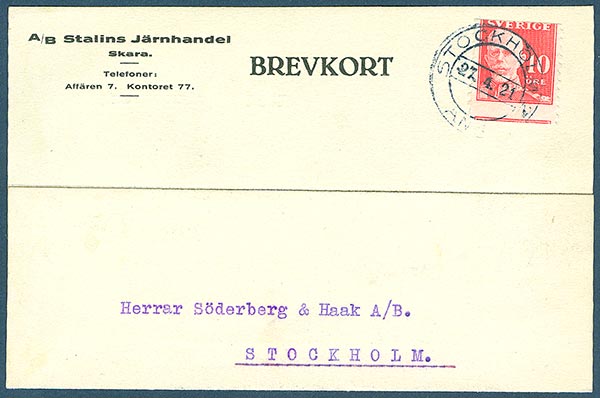 A/B Stalins Järnhandel
Skara.
Telefoner:
Affären 7. Kontoret 77.
BREVKORT
SVERIGE
10
ÖRE
STOCKHOLM
27.4.21
Herrar Söderberg & Haak A/B.
STOCKHOLM.